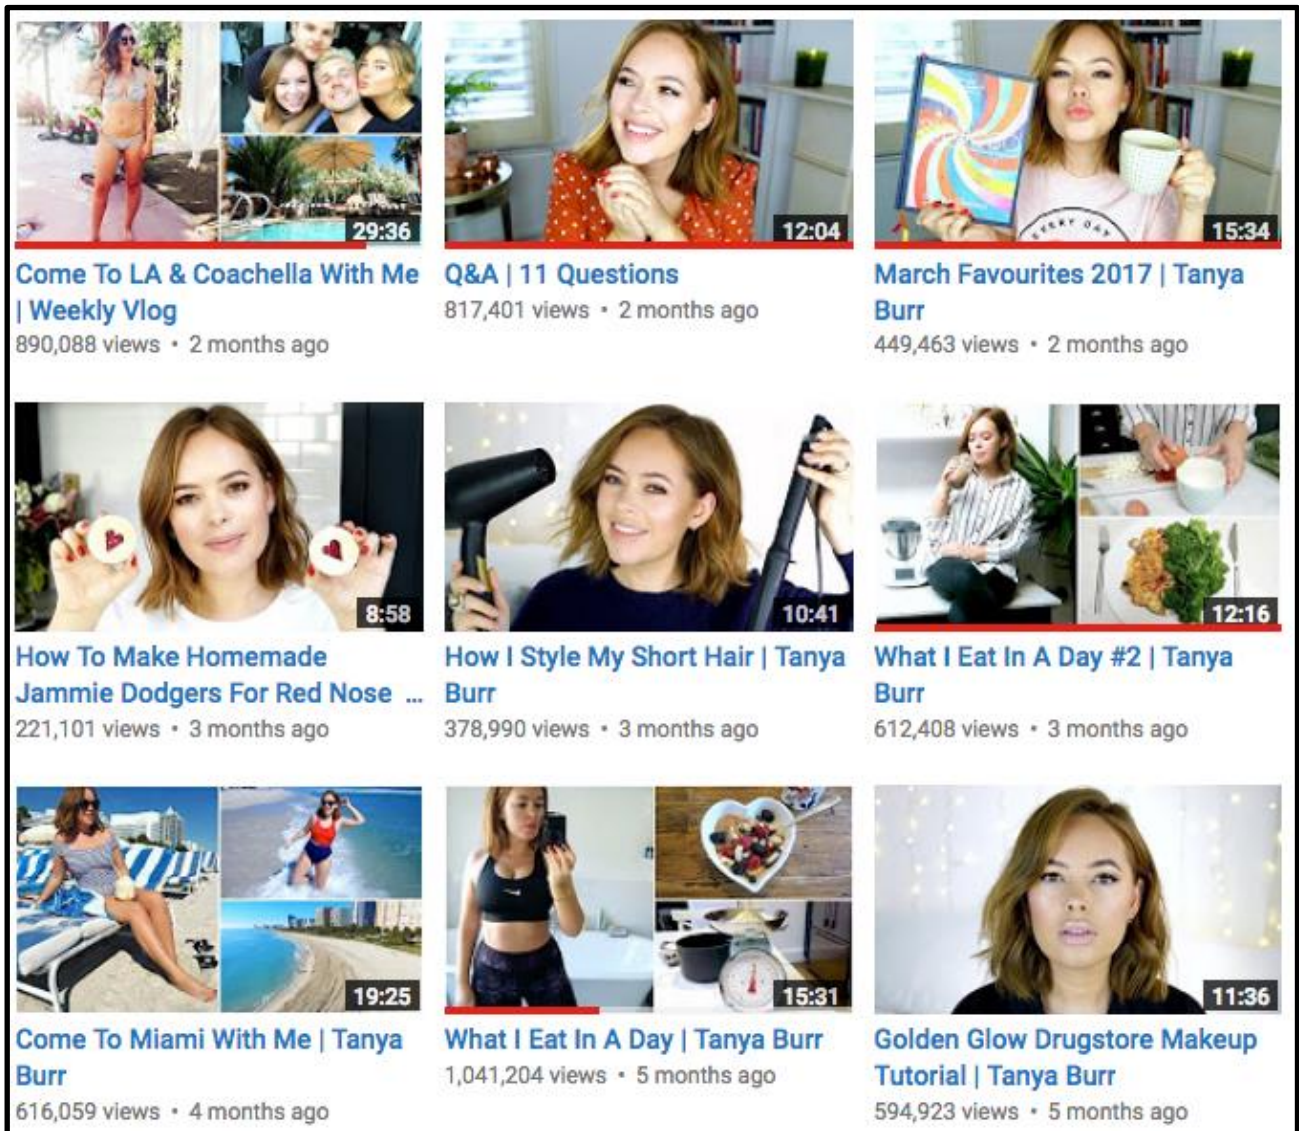 29:36
12:04
EVERY DAY
15:34
Come To LA & Coachella With Me
| Weekly Vlog
890,088 views • 2 months ago
Q&A | 11 Questions
817,401 views • 2 months ago
March Favourites 2017 | Tanya
Burr
449,463 views • 2 months ago
8:58
10:41
12:16
How To Make Homemade
Jammie Dodgers For Red Nose ...
221,101 views • 3 months ago
How I Style My Short Hair | Tanya
Burr
378,990 views • 3 months ago
What I Eat In A Day #2 | Tanya
Burr
612,408 views • 3 months ago
19:25
15:31
11:36
Come To Miami With Me | Tanya
Burr
616,059 views • 4 months ago
What I Eat In A Day | Tanya Burr
1,041,204 views • 5 months ago
Golden Glow Drugstore Makeup
Tutorial | Tanya Burr
594,923 views • 5 months ago